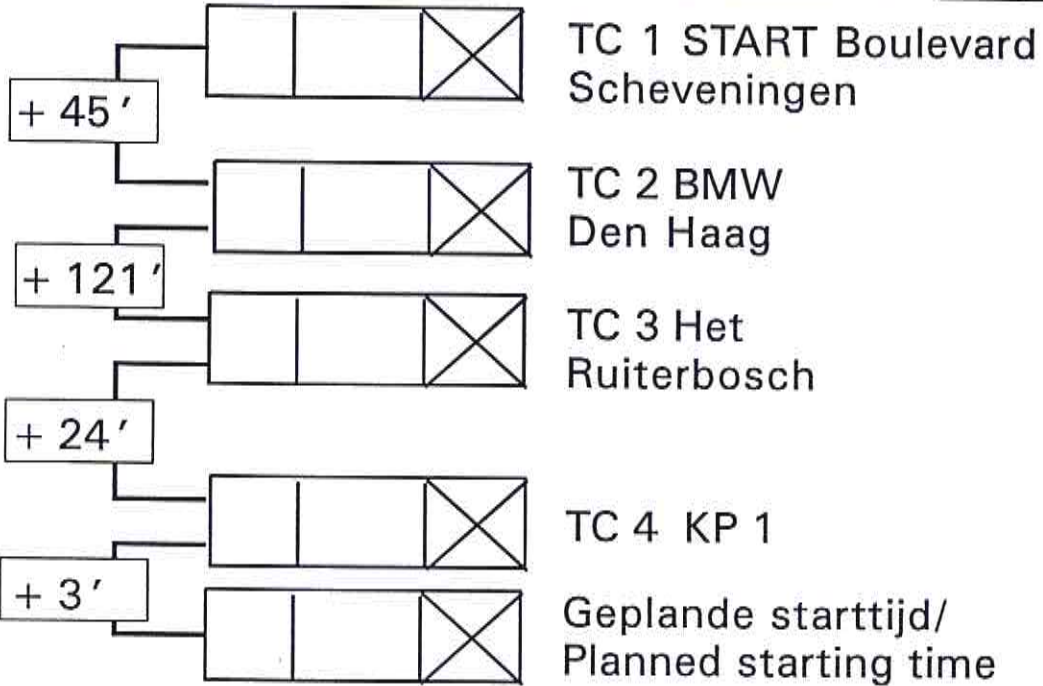 TC 1 START Boulevard
Scheveningen
+ 45 ′
TC 2 BMW
Den Haag
+ 121 ′
TC 3 Het
Ruiterbosch
+ 24 ′
TC 4 KP 1
+ 3 ′
Geplande starttijd/
Planned starting time